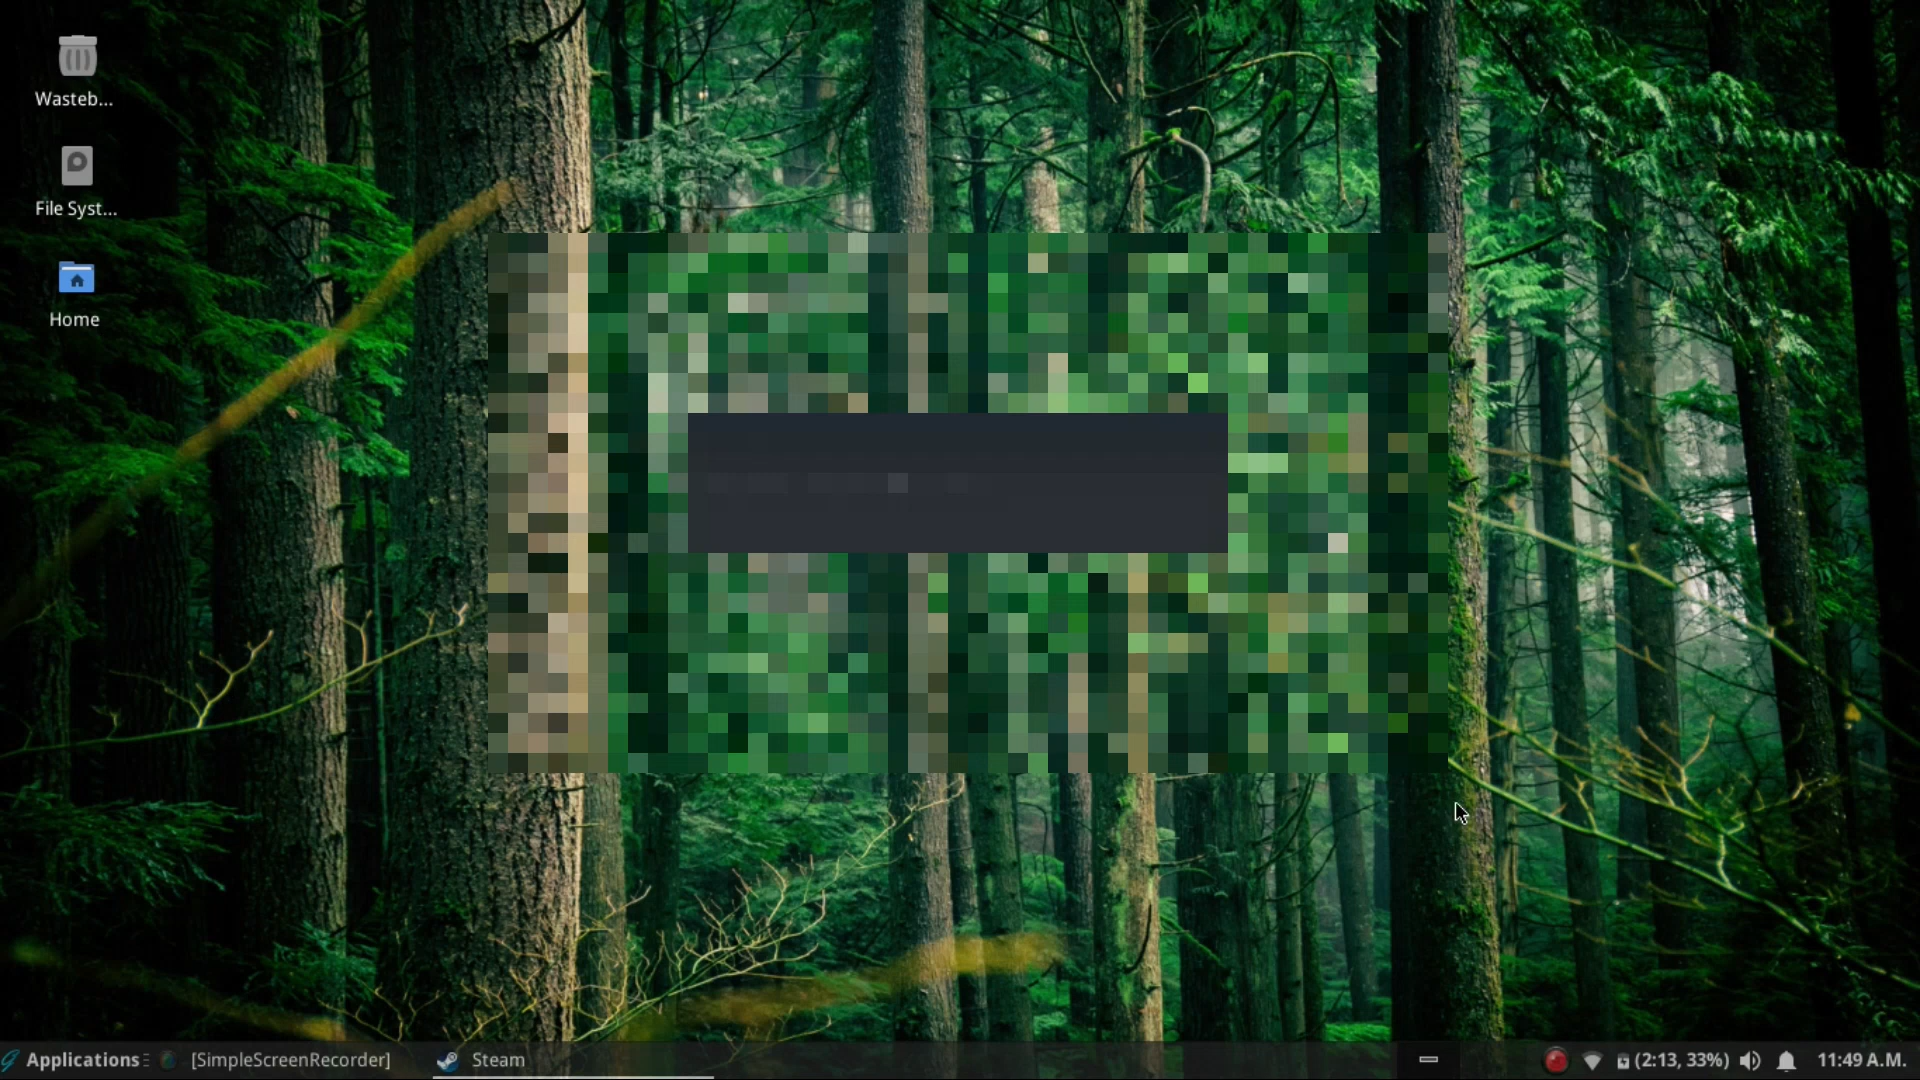 Wasteb...
File Syst...
Home
Applications
[SimpleScreenRecorder]
Steam
(2:13, 33%)
11:49 A.M.